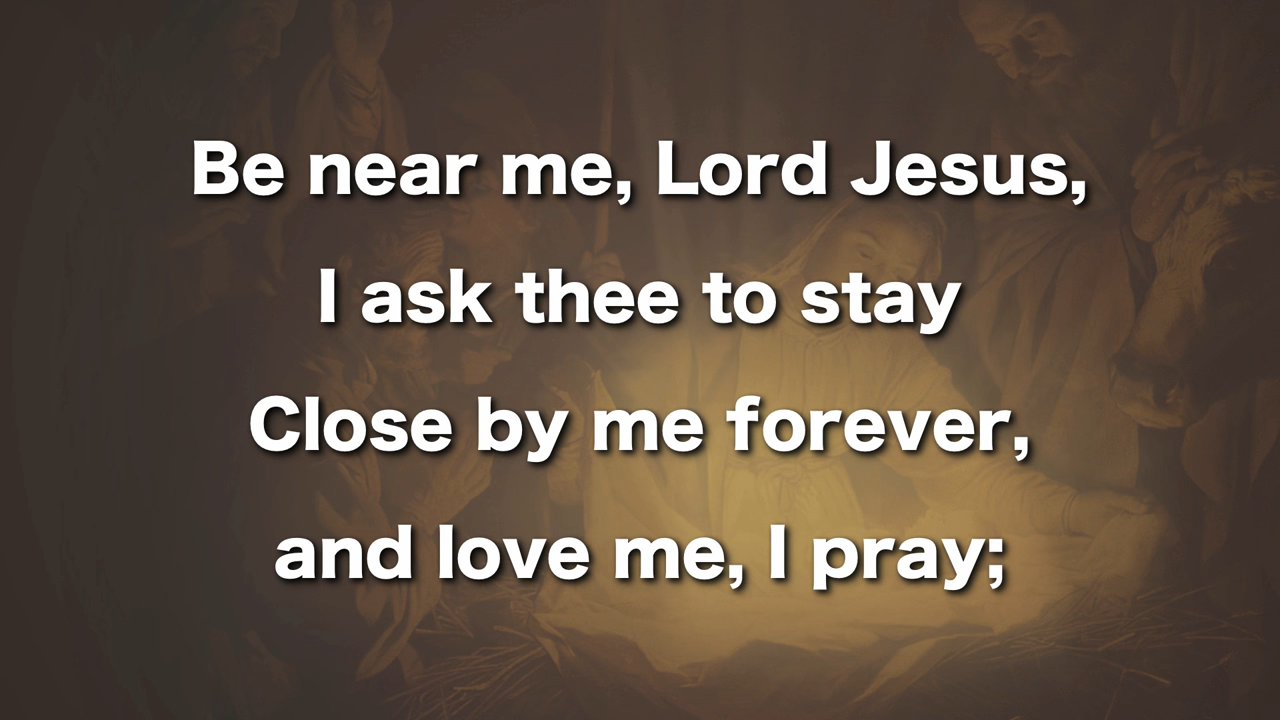 Be near me, Lord Jesus,
I ask thee to stay
Close by me forever,
and love me, I pray;